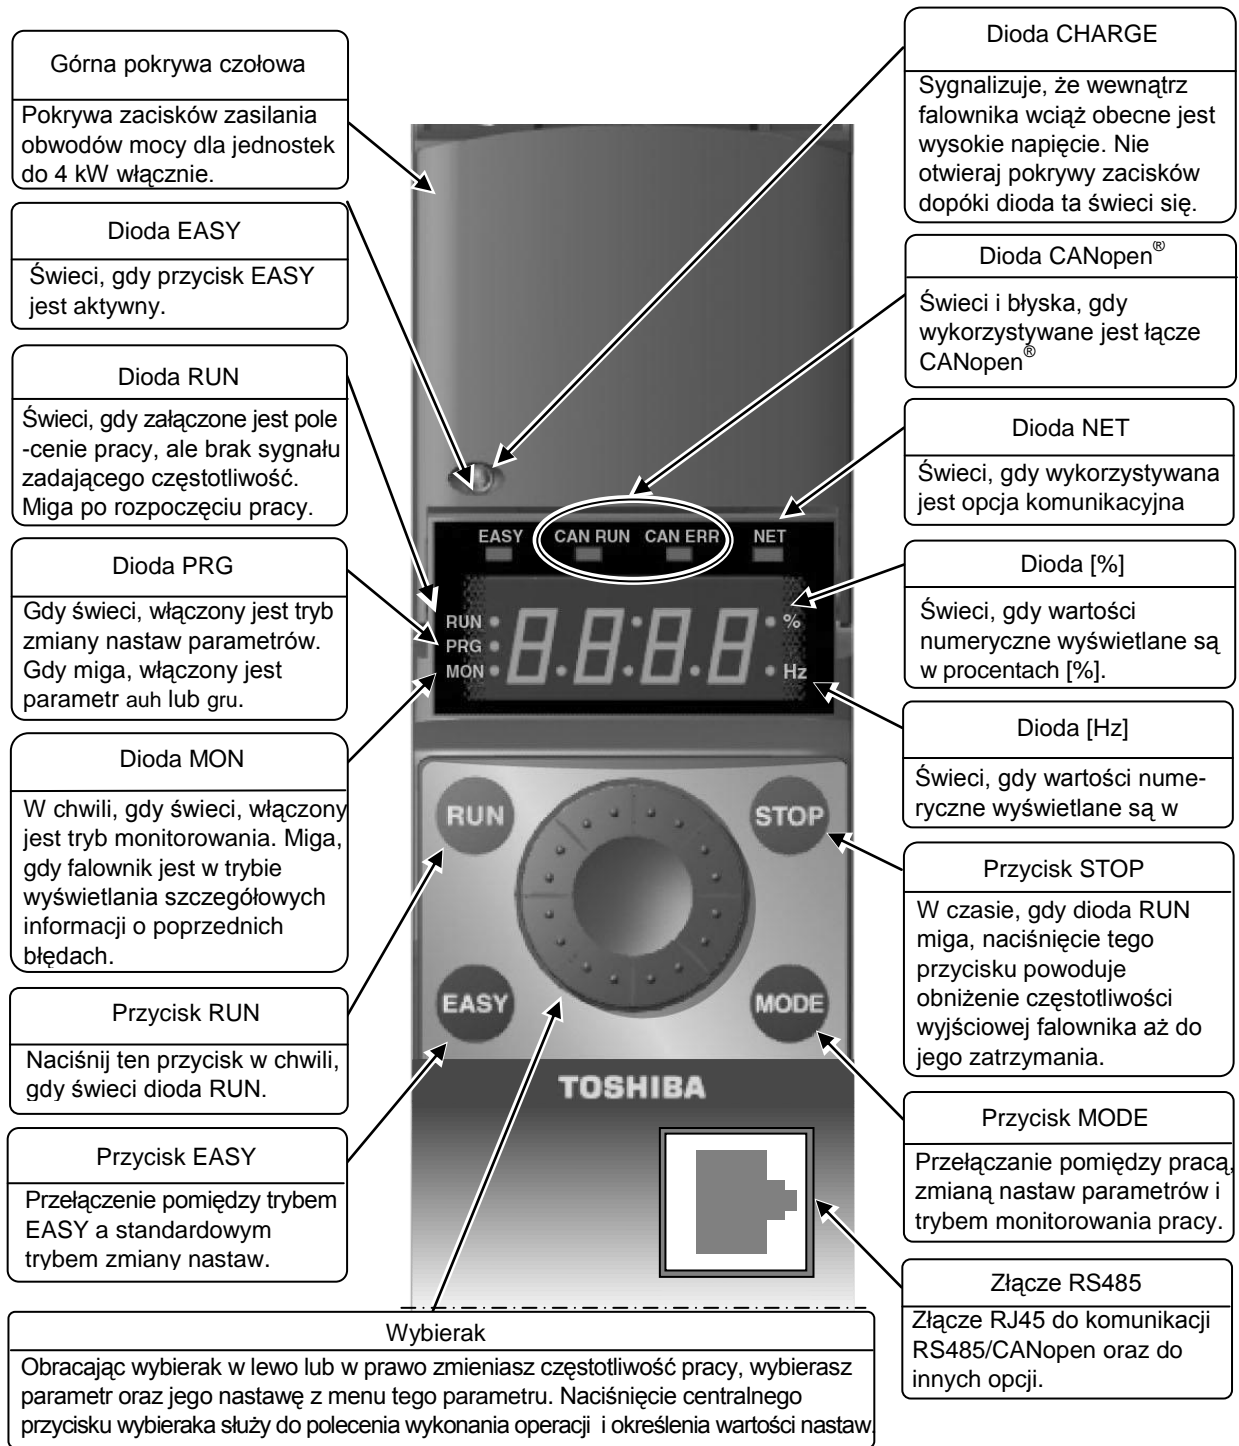 Górna pokrywa czołowa
Pokrywa zacisków zasilania
obwodów mocy dla jednostek
do 4 kW włącznie.
Dioda EASY
Świeci, gdy przycisk EASY
jest aktywny.
Dioda RUN
Świeci, gdy załączone jest pole
-cenie pracy, ale brak sygnału
zadającego częstotliwość.
Miga po rozpoczęciu pracy.
Dioda PRG
Gdy świeci, włączony jest tryb
zmiany nastaw parametrów.
Gdy miga, włączony jest
parametr auh lub gru.
Dioda MON
W chwili, gdy świeci, włączony
jest tryb monitorowania. Miga,
gdy falownik jest w trybie
wyświetlania szczegółowych
informacji o poprzednich
błędach.
Przycisk RUN
Naciśnij ten przycisk w chwili,
gdy świeci dioda RUN.
Przycisk EASY
Przełączenie pomiędzy trybem
EASY a standardowym
trybem zmiany nastaw.
EASY CAN RUN CAN ERR NET
RUN
PRG
MON
8.8.8.8
%
Hz
RUN
STOP
EASY
MODE
TOSHIBA
Dioda CHARGE
Sygnalizuje, że wewnątrz
falownika wciąż obecne jest
wysokie napięcie. Nie
otwieraj pokrywy zacisków
dopóki dioda ta świeci się.
Dioda CANopen®
Świeci i błyska, gdy
wykorzystywane jest łącze
CANopen®
Dioda NET
Świeci, gdy wykorzystywana
jest opcja komunikacyjna
Dioda [%]
Świeci, gdy wartości
numeryczne wyświetlane są
w procentach [%].
Dioda [Hz]
Świeci, gdy wartości nume-
ryczne wyświetlane są w
Przycisk STOP
W czasie, gdy dioda RUN
miga, naciśnięcie tego
przycisku powoduje
obniżenie częstotliwości
wyjściowej falownika aż do
jego zatrzymania.
Przycisk MODE
Przełączanie pomiędzy pracą,
zmianą nastaw parametrów i
trybem monitorowania pracy.
Złącze RS485
Złącze RJ45 do komunikacji
RS485/CANopen oraz do
innych opcji.
Wybierak
Obracając wybierak w lewo lub w prawo zmieniasz częstotliwość pracy, wybierasz
parametr oraz jego nastawę z menu tego parametru. Naciśnięcie centralnego
przycisku wybieraka służy do polecenia wykonania operacji i określenia wartości nastaw.